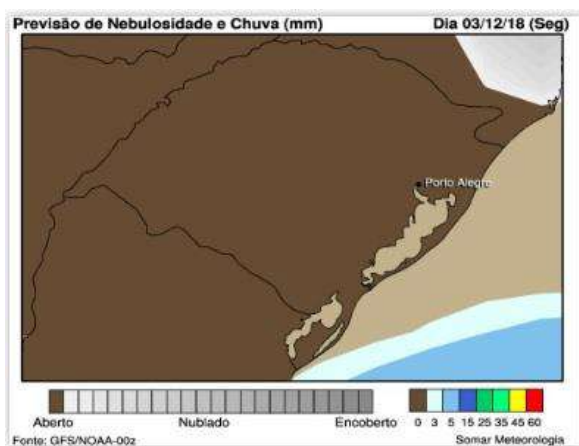 Previsão de Nebulosidade e Chuva (mm) Dia 03/12/18 (Seg)
Porto Alegre
Aberto Nublado Encoberto
0 3 5 15 25 35 45 60
Fonte: GFS/NOAA-00z Somar Meteorologia